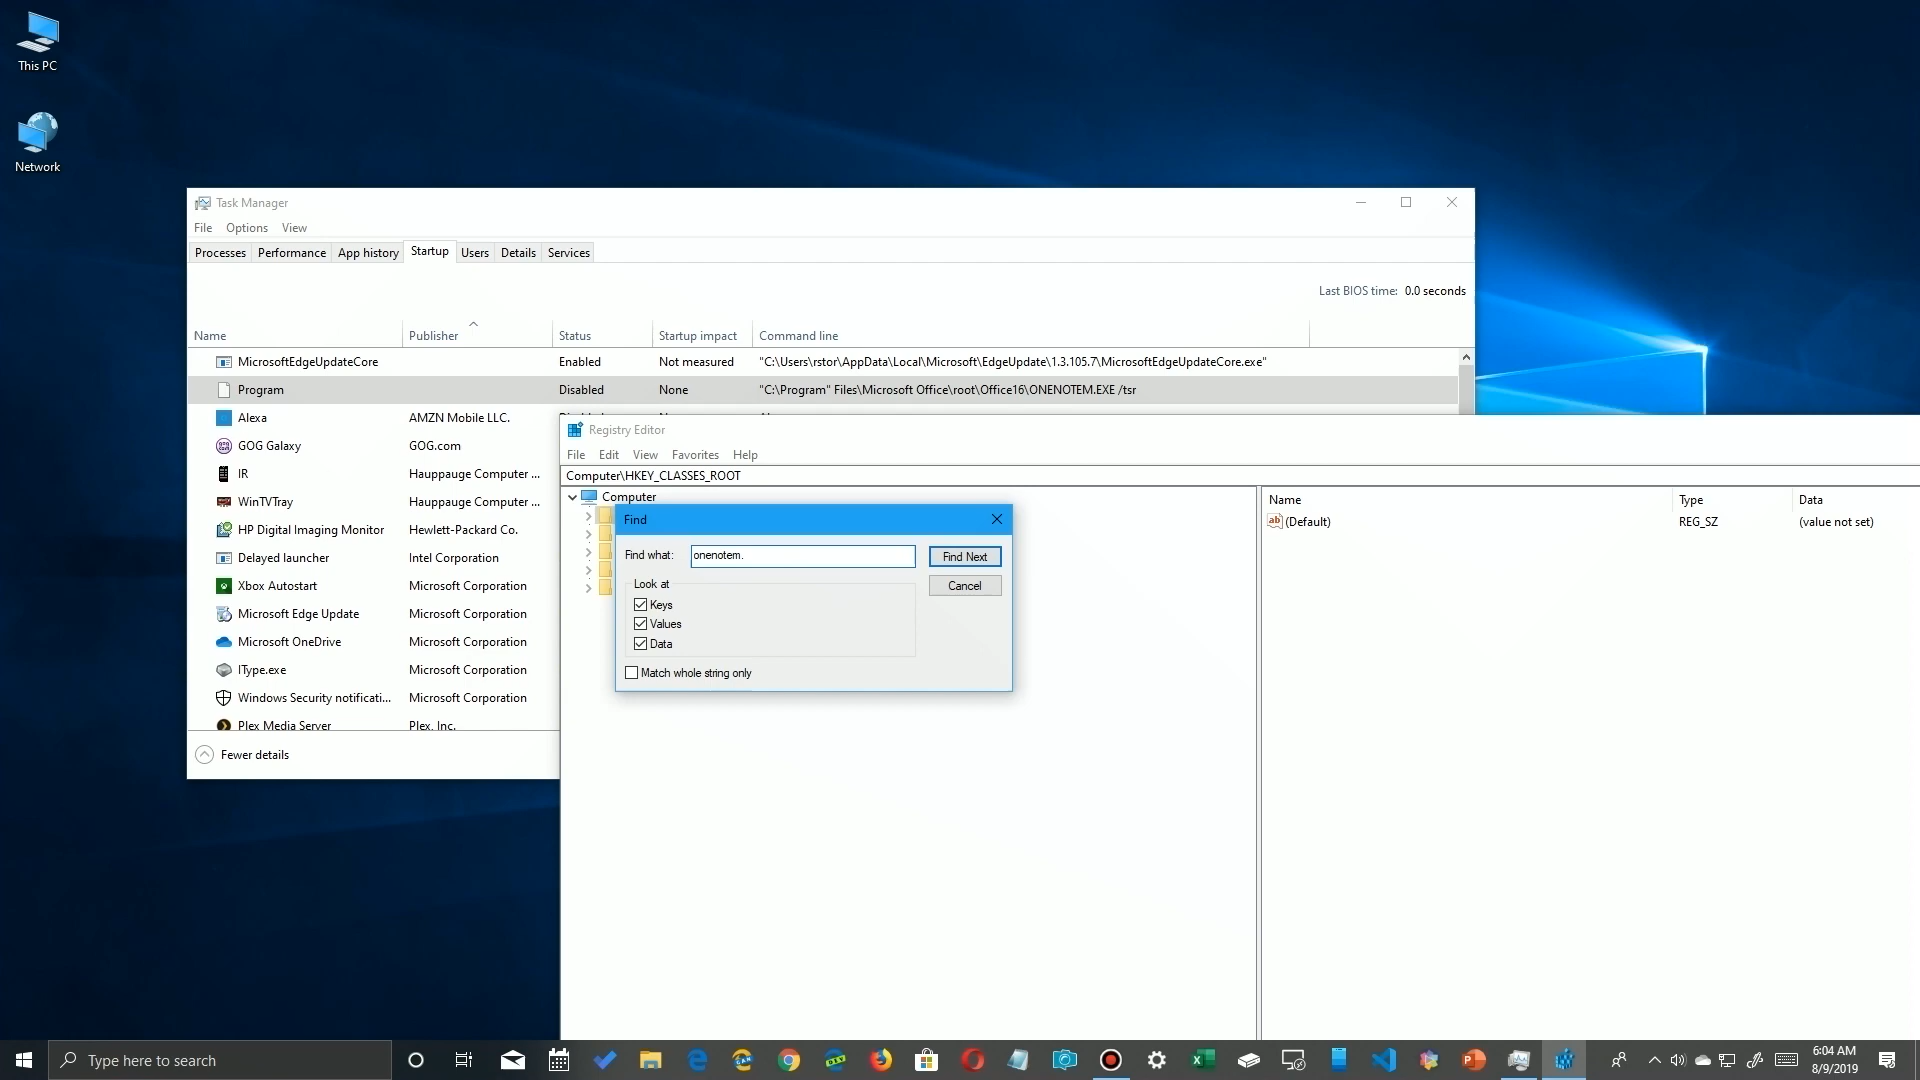 This PC
Network
Task Manager
File Options View
Processes Performance App history Startup Users Details Services
Last BIOS time: 0.0 seconds
Name Publisher Status Startup impact Command line
MicrosoftEdgeUpdateCore Enabled Not measured "C:\Users\rstor\AppData\Local\Microsoft\EdgeUpdate\1.3.105.7\MicrosoftEdgeUpdateCore.exe"
Program Disabled None "C:\Program" Files\Microsoft Office\root\Office16\ONENOTEM.EXE /tsr
Alexa AMZN Mobile LLC.
GOG Galaxy GOG.com
IR Hauppauge Computer ...
WinTVTray Hauppauge Computer ...
HP Digital Imaging Monitor Hewlett-Packard Co.
Delayed launcher Intel Corporation
Xbox Autostart Microsoft Corporation
Microsoft Edge Update Microsoft Corporation
Microsoft OneDrive Microsoft Corporation
IType.exe Microsoft Corporation
Windows Security notificati... Microsoft Corporation
Plex Media Server Plex, Inc.
Fewer details
Registry Editor
File Edit View Favorites Help
Computer\HKEY_CLASSES_ROOT
Computer
Name Type Data
ab (Default) REG_SZ (value not set)
Find
Find what: onenotem.
Find Next
Look at
Cancel
Keys
Values
Data
Match whole string only
Type here to search
6:04 AM
8/9/2019